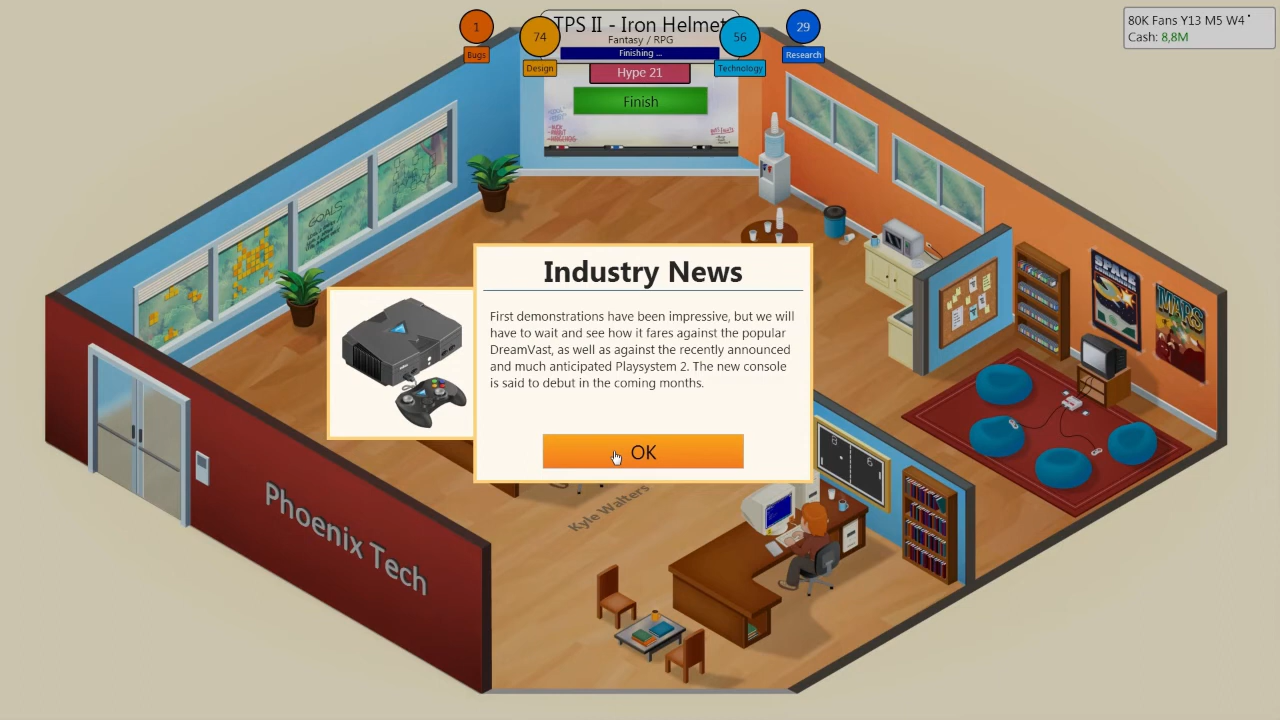 1
Bugs
74
Design
TPS II - Iron Helmet
Fantasy / RPG
Finishing ...
Hype 21
Finish
56
Technology
29
Research
80K Fans Y13 M5 W4
Cash: 8,8M
GOALS
SPACE
MARS
Industry News
First demonstrations have been impressive, but we will
have to wait and see how it fares against the popular
DreamVast, as well as against the recently announced
and much anticipated Playsystem 2. The new console
is said to debut in the coming months.
OK
Kyle Walters
Phoenix Tech